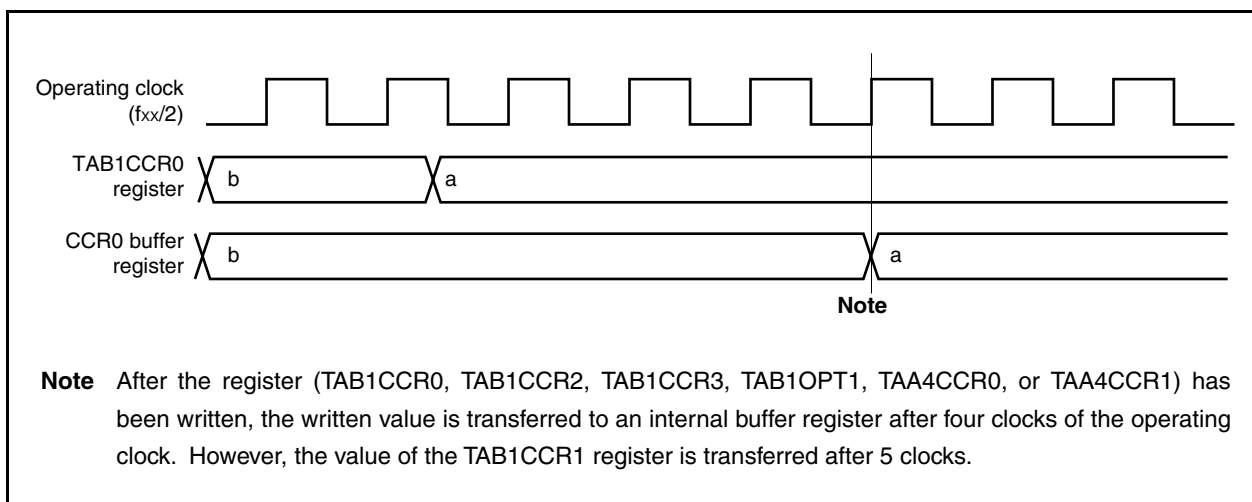 Operating clock
(fxx/2)
TAB1CCR0
register
b
a
CCR0 buffer
register
b
a
Note
Note After the register (TAB1CCR0, TAB1CCR2, TAB1CCR3, TAB1OPT1, TAA4CCR0, or TAA4CCR1) has
been written, the written value is transferred to an internal buffer register after four clocks of the operating
clock. However, the value of the TAB1CCR1 register is transferred after 5 clocks.